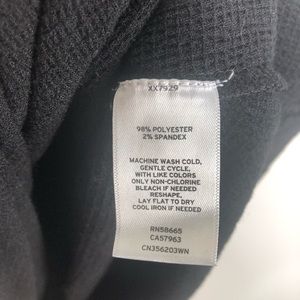 XX7929
98% POLYESTER
2% SPANDEX
MACHINE WASH COLD,
GENTLE CYCLE,
WITH LIKE COLORS
ONLY NON-CHLORINE
BLEACH IF NEEDED
RESHAPE,
LAY FLAT TO DRY
COOL IRON IF NEEDED
RN58665
CA57963
CN356203WN